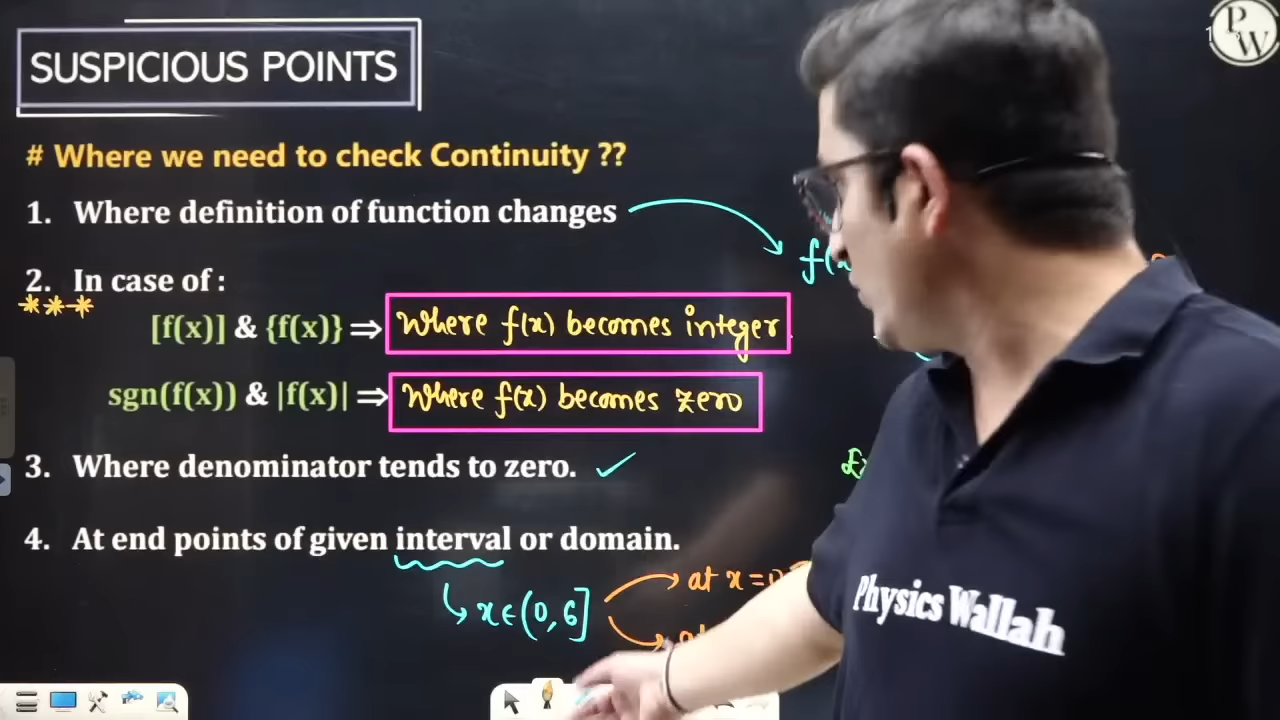 SUSPICIOUS POINTS
PW
# Where we need to check Continuity ??
1. Where definition of function changes
2. In case of :
***
[f(x)] & {f(x)} ⇒ Where f(x) becomes integer
sgn(f(x)) & |f(x)| ⇒ Where f(x) becomes zero
3. Where denominator tends to zero. ✓
4. At end points of given interval or domain.
↳ x∈(0,6] → at x=0
Physics Wallah